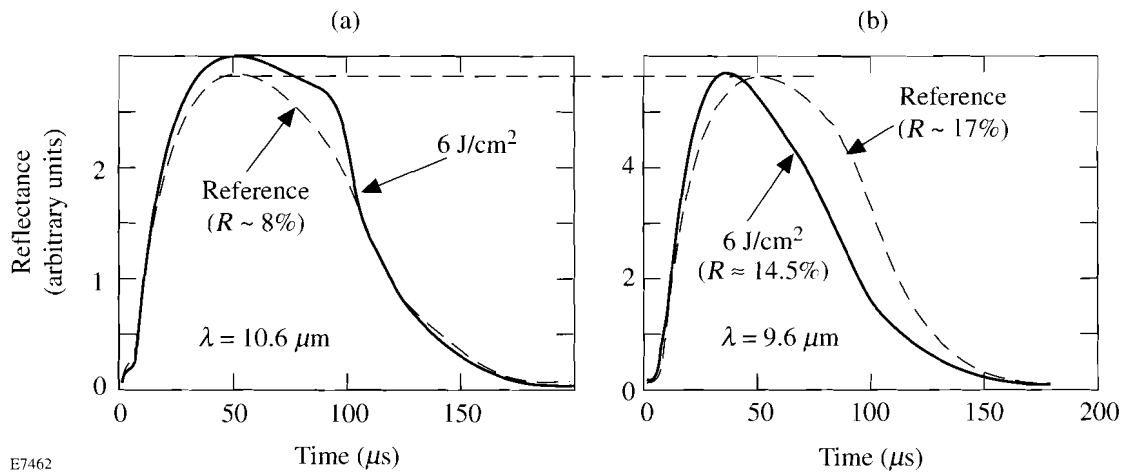 (a)
(b)
Reflectance
(arbitrary units)
2
1
0
0
50
100
150
Time (μs)
6 J/cm²
Reference
(R ~ 8%)
λ = 10.6 μm
4
2
0
0
50
100
150
200
Time (μs)
Reference
(R ~ 17%)
6 J/cm²
(R ≈ 14.5%)
λ = 9.6 μm
E7462